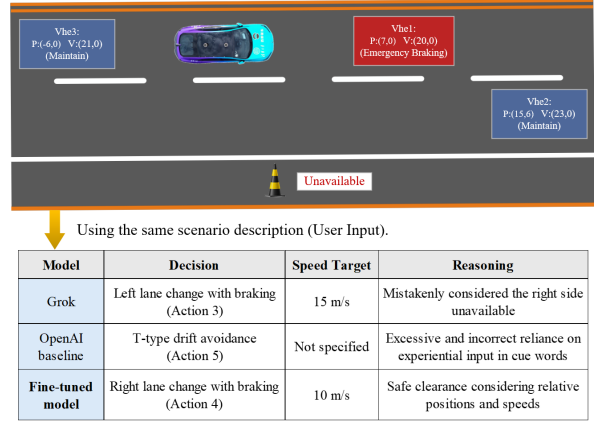 Vhe3:
P:(-6,0) V:(21,0)
(Maintain)
Vhe1:
P:(7,0) V:(20,0)
(Emergency Braking)
Vhe2:
P:(15,6) V:(23,0)
(Maintain)
Unavailable
Using the same scenario description (User Input).
Model Decision Speed Target Reasoning
Grok
Left lane change with braking
(Action 3)
15 m/s
Mistakenly considered the right side
unavailable
OpenAI
baseline
T-type drift avoidance
(Action 5)
Not specified
Excessive and incorrect reliance on
experiential input in cue words
Fine-tuned
model
Right lane change with braking
(Action 4)
10 m/s
Safe clearance considering relative
positions and speeds